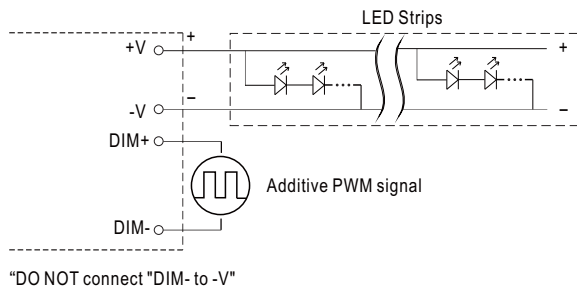 LED Strips
+V
+
+
-V
−
−
DIM+
Additive PWM signal
DIM-
“DO NOT connect "DIM- to -V"